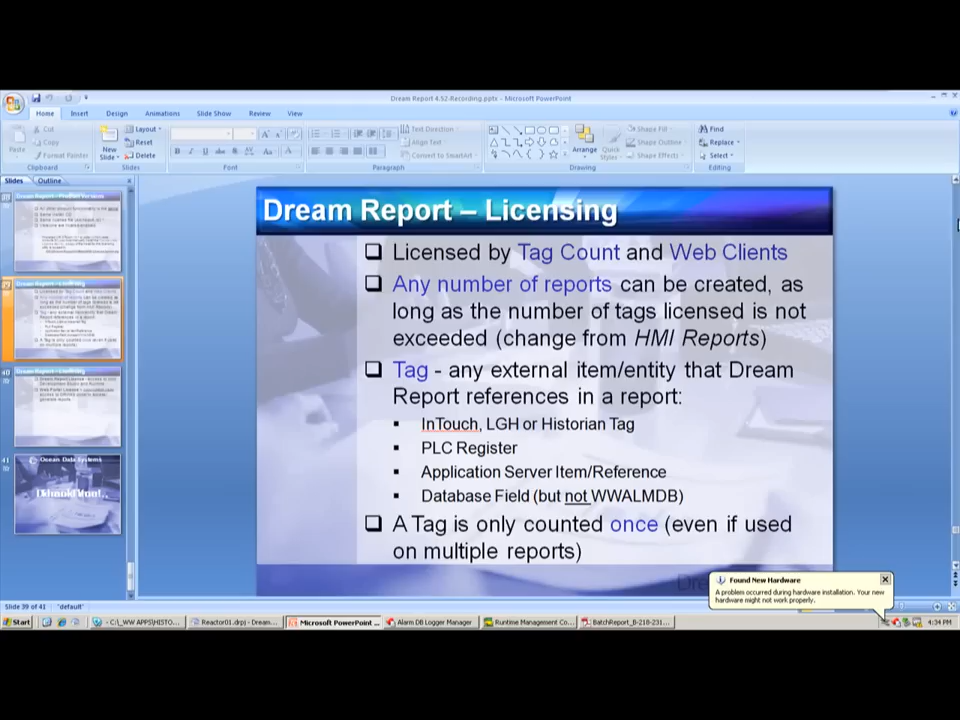 Dream Report 4.52-Recording.pptx - Microsoft PowerPoint
Home Insert Design Animations Slide Show Review View
Cut
Copy
Format Painter
Paste
Clipboard
New Slide
Layout
Reset
Delete
Slides
Font
Text Direction
Align Text
Convert to SmartArt
Paragraph
Arrange
Quick Styles
Shape Fill
Shape Outline
Shape Effects
Drawing
Find
Replace
Select
Editing
Slides Outline
Dream Report – Licensing
Licensed by Tag Count and Web Clients
Any number of reports can be created, as
long as the number of tags licensed is not
exceeded (change from HMI Reports)
Tag - any external item/entity that Dream
Report references in a report:
InTouch, LGH or Historian Tag
PLC Register
Application Server Item/Reference
Database Field (but not WWALMDB)
A Tag is only counted once (even if used
on multiple reports)
Found New Hardware
A problem occurred during hardware installation. Your new
hardware might not work properly.
Slide 39 of 41 "default"
Start
C:\_WW APPS\HISTO... Reactor01.drpj - Dream... Microsoft PowerPoint ... Alarm DB Logger Manager Runtime Management Co... BatchReport_B-218-231... 4:34 PM